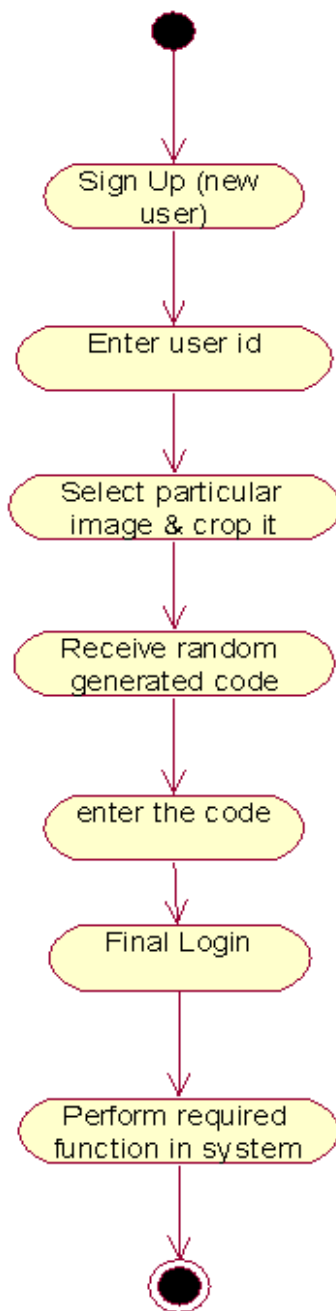 Sign Up (new
user)
Enter user id
Select particular
image & crop it
Receive random
generated code
enter the code
Final Login
Perform required
function in system